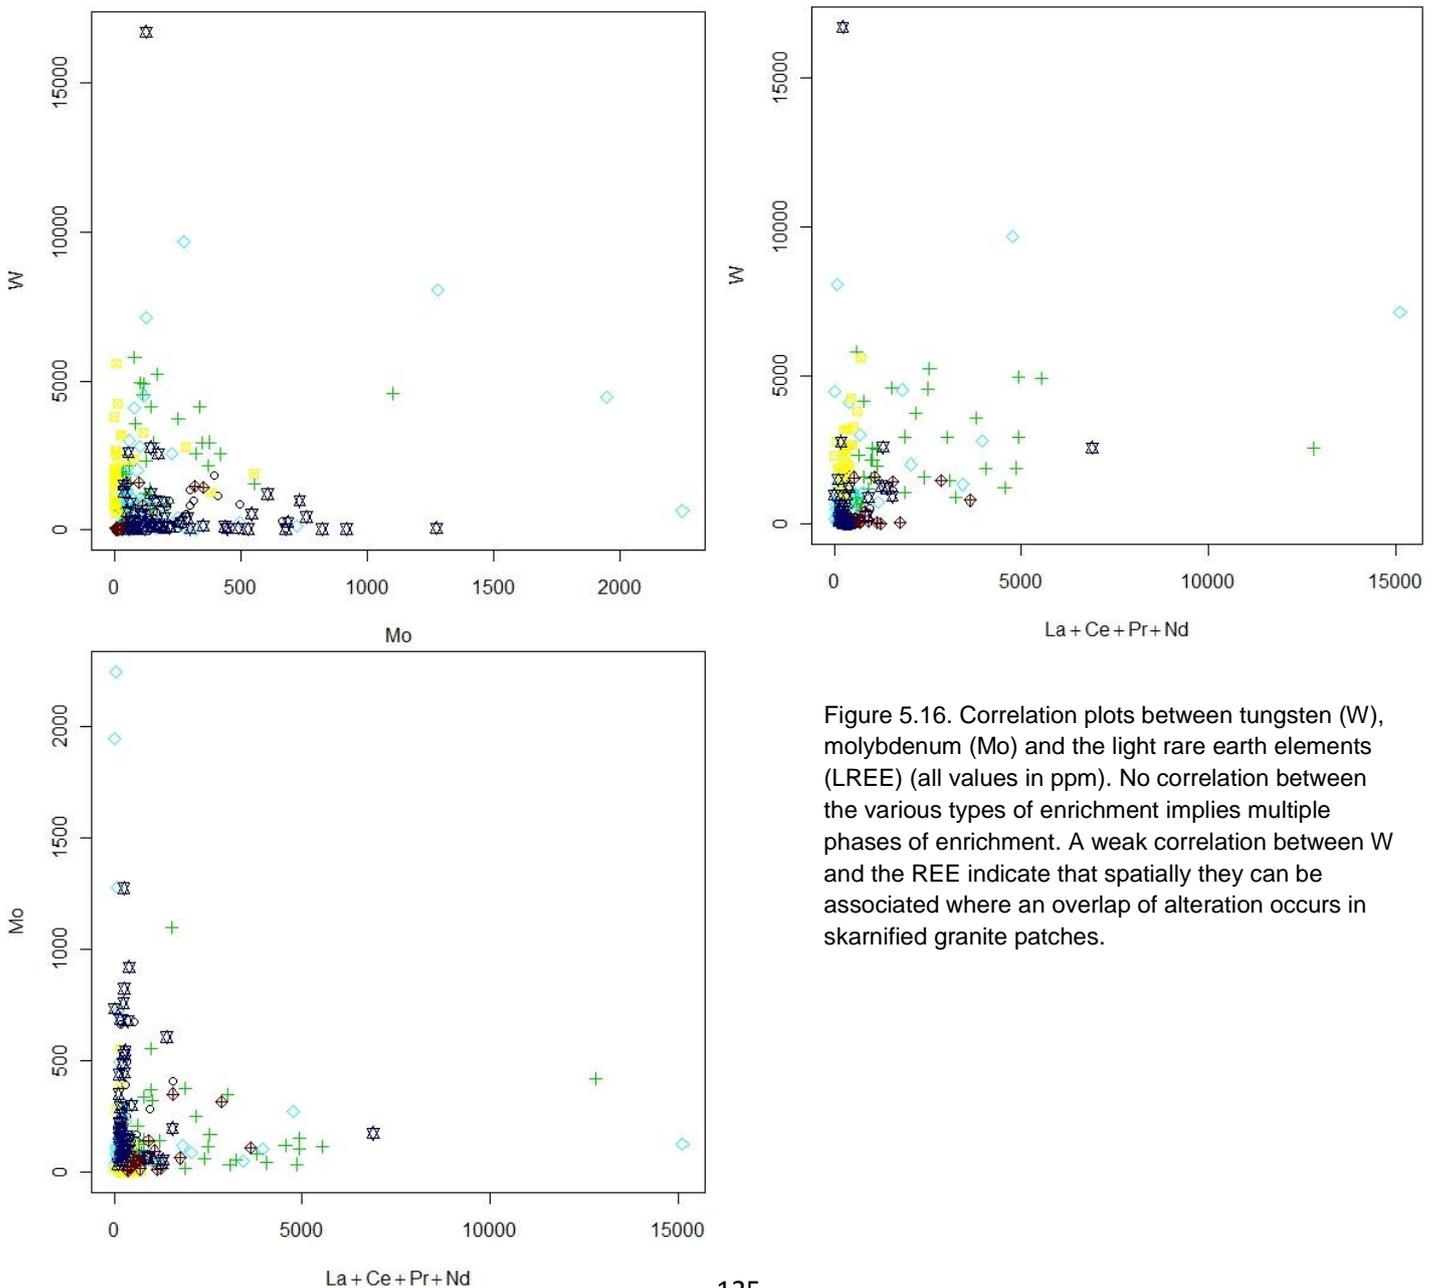 15000
10000
5000
0
W
0
500
1000
1500
2000
Mo
15000
10000
5000
0
W
0
5000
10000
15000
La + Ce + Pr + Nd
2000
1500
1000
500
0
Mo
0
5000
10000
15000
La + Ce + Pr + Nd
Figure 5.16. Correlation plots between tungsten (W),
molybdenum (Mo) and the light rare earth elements
(LREE) (all values in ppm). No correlation between
the various types of enrichment implies multiple
phases of enrichment. A weak correlation between W
and the REE indicate that spatially they can be
associated where an overlap of alteration occurs in
skarnified granite patches.